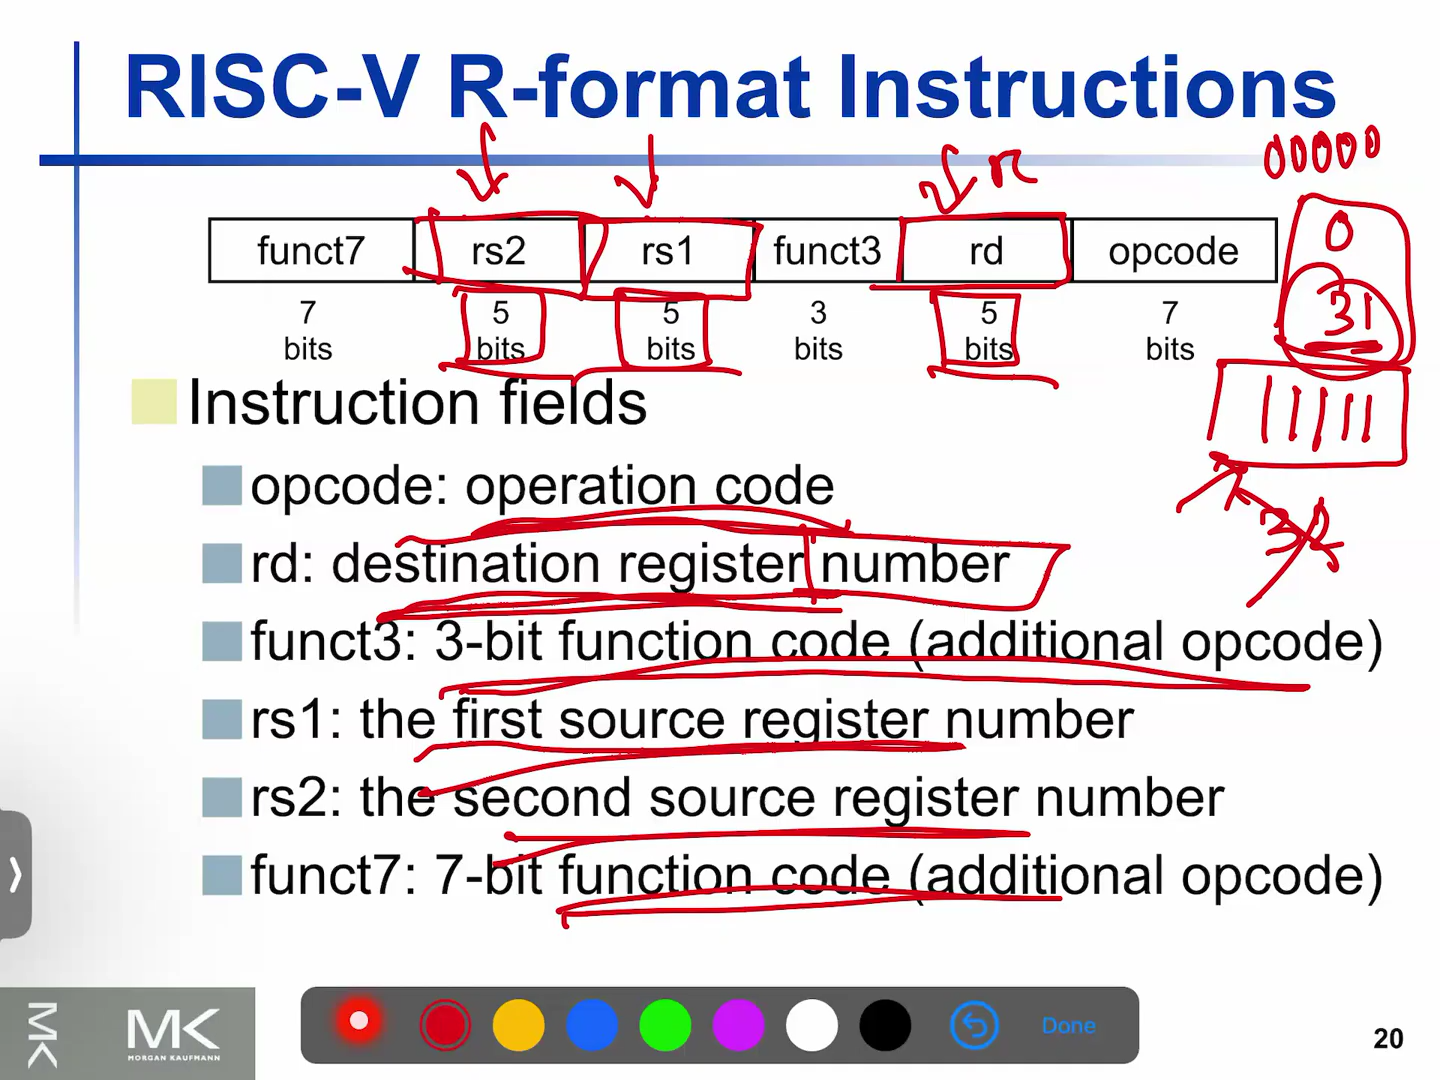 RISC-V R-format Instructions
00000
r
funct7 rs2 rs1 funct3 rd opcode
0
7 bits 5 bits 5 bits 3 bits 5 bits 7 bits
31
Instruction fields
11111
opcode: operation code
32
rd: destination register number
funct3: 3-bit function code (additional opcode)
rs1: the first source register number
rs2: the second source register number
funct7: 7-bit function code (additional opcode)
MK
MK
MORGAN KAUFMANN
Done
20